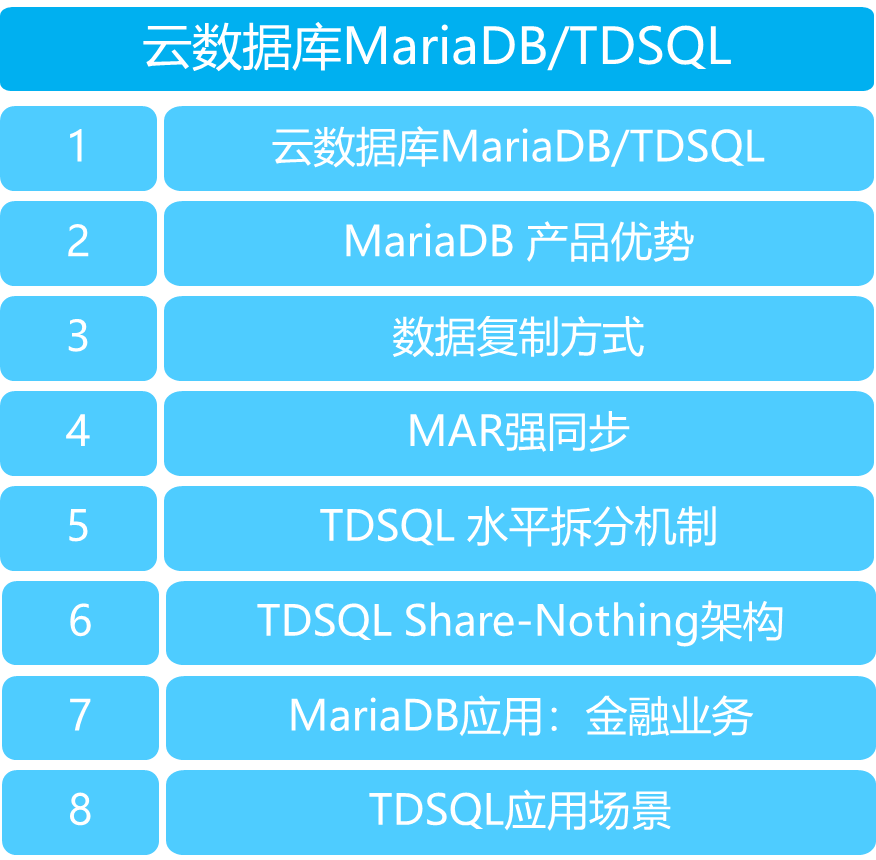 云数据库MariaDB/TDSQL
1 云数据库MariaDB/TDSQL
2 MariaDB 产品优势
3 数据复制方式
4 MAR强同步
5 TDSQL 水平拆分机制
6 TDSQL Share-Nothing架构
7 MariaDB应用：金融业务
8 TDSQL应用场景